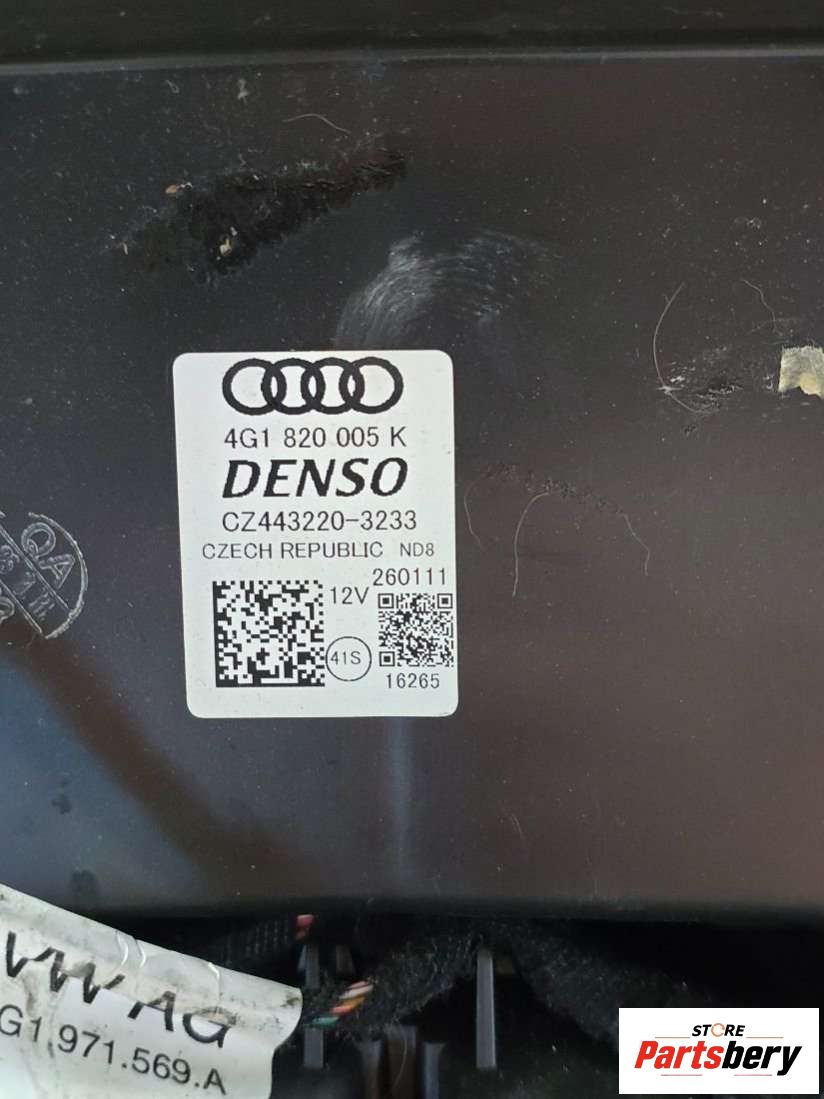 4G1 820 005 K
DENSO
CZ443220-3233
CZECH REPUBLIC ND8
260111
12V
41S
16265
VW AG
G1.971.569.A
STORE
Partsbery